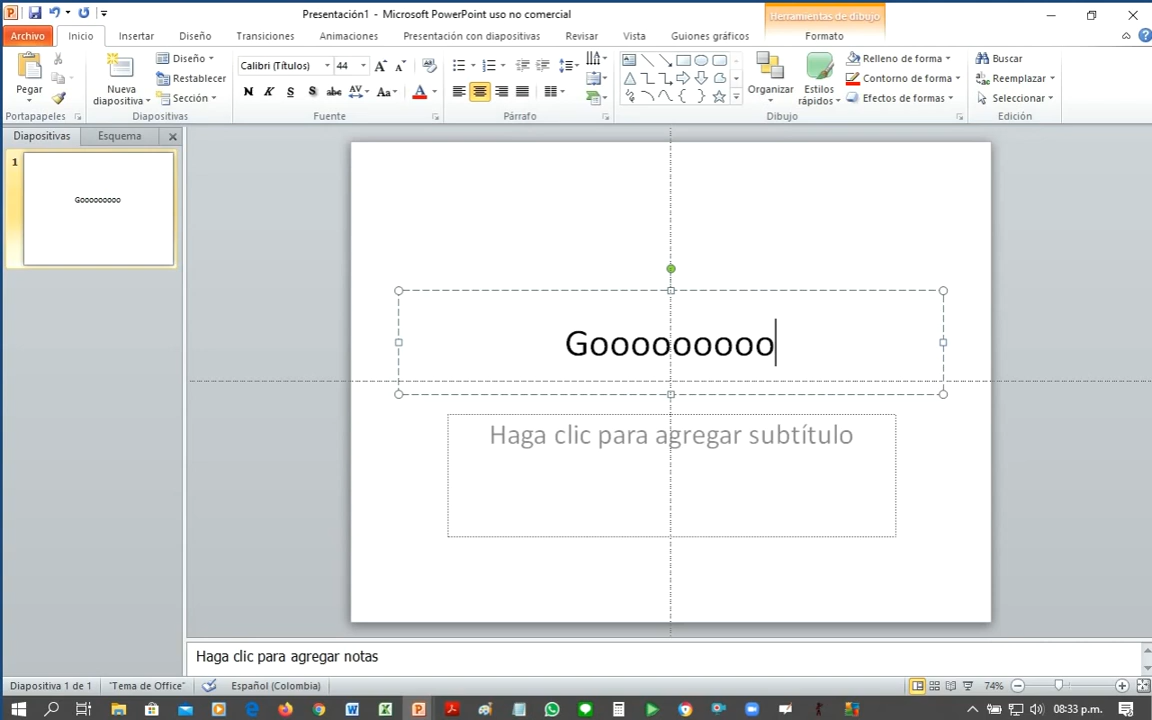 Presentación1 - Microsoft PowerPoint uso no comercial
Herramientas de dibujo
Archivo Inicio Insertar Diseño Transiciones Animaciones Presentación con diapositivas Revisar Vista Guiones gráficos Formato
Pegar
Nueva diapositiva
Diseño
Restablecer
Sección
Calibri (Títulos) 44
N K S S abc AV Aa A
Organizar
Estilos rápidos
Relleno de forma
Contorno de forma
Efectos de formas
Buscar
Reemplazar
Seleccionar
Portapapeles Diapositivas Fuente Párrafo Dibujo Edición
Diapositivas Esquema
1
Gooooooooo
Gooooooooo
Haga clic para agregar subtítulo
Haga clic para agregar notas
Diapositiva 1 de 1 "Tema de Office" Español (Colombia) 74%
08:33 p.m.